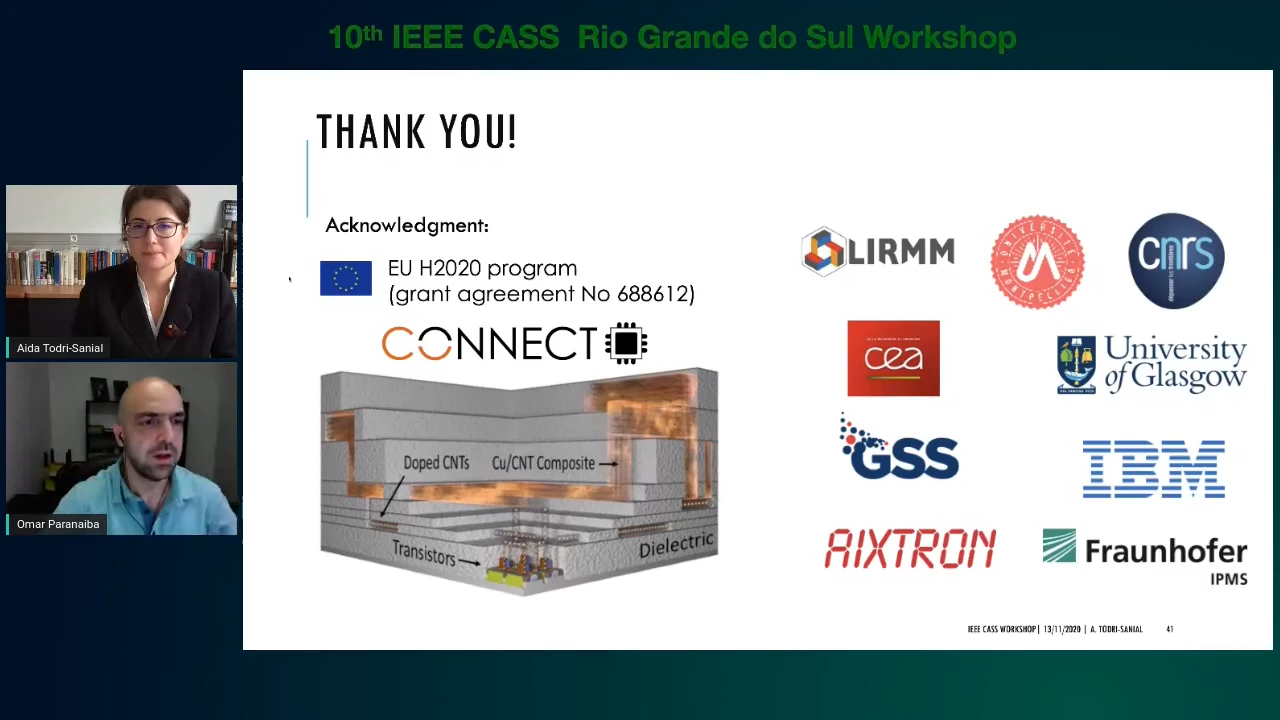 10th IEEE CASS Rio Grande do Sul Workshop
THANK YOU!
Acknowledgment:
EU H2020 program
(grant agreement No 688612)
CONNECT
Doped CNTs
Cu/CNT Composite
Transistors
Dielectric
LIRMM
UNIVERSITÉ
MONTPELLIER
cnrs
cea
University
of Glasgow
GSS
IBM
AIXTRON
Fraunhofer
IPMS
IEEE CASS WORKSHOP | 13/11/2020 | A. TODRI-SANIAL
41
Aida Todri-Sanial
Omar Paranaiba